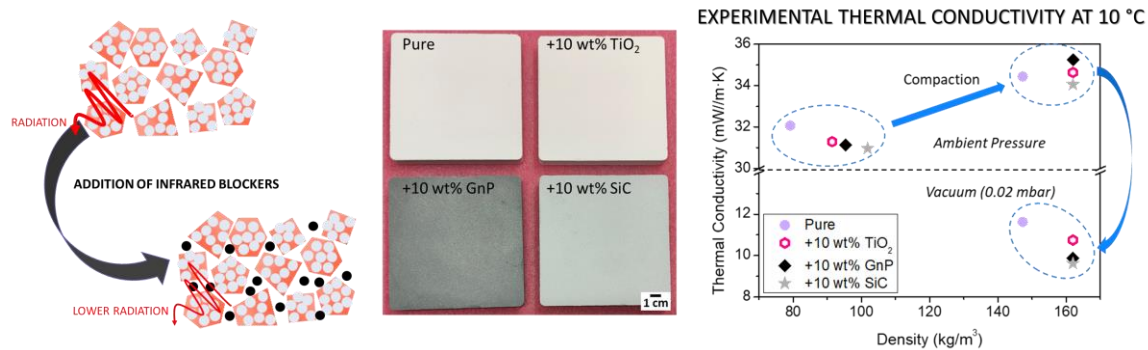 RADIATION
ADDITION OF INFRARED BLOCKERS
LOWER RADIATION
Pure
+10 wt% TiO₂
+10 wt% GnP
+10 wt% SiC
1 cm
EXPERIMENTAL THERMAL CONDUCTIVITY AT 10 °C
Thermal Conductivity (mW//m·K)
36
34
32
30
12
10
8
Compaction
Ambient Pressure
Vacuum (0.02 mbar)
Pure
+10 wt% TiO₂
+10 wt% GnP
+10 wt% SiC
80
100
120
140
160
Density (kg/m³)